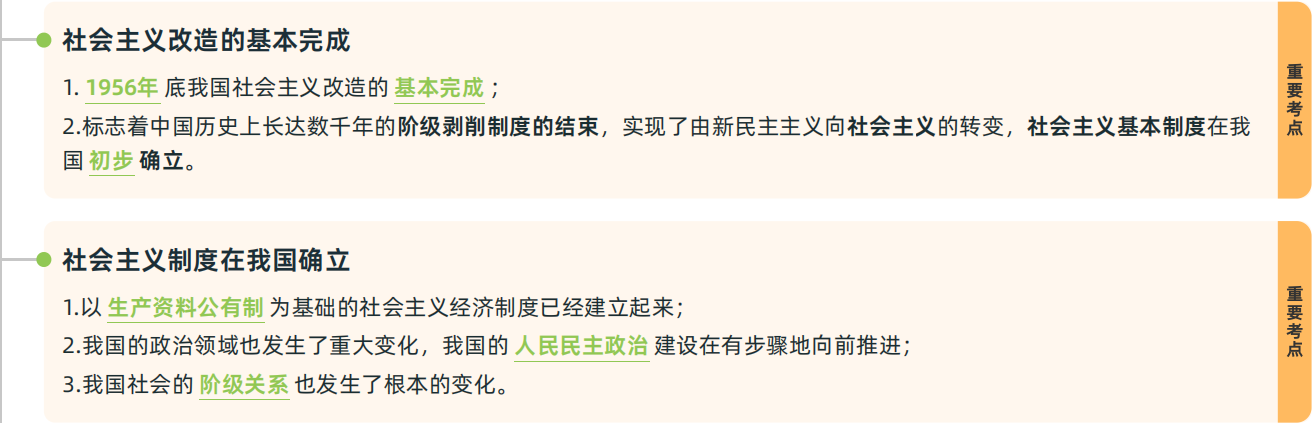 社会主义改造的基本完成
1. 1956年 底我国社会主义改造的 基本完成 ；
2.标志着中国历史上长达数千年的阶级剥削制度的结束，实现了由新民主主义向社会主义的转变，社会主义基本制度在我
国 初步 确立。
重要考点
社会主义制度在我国确立
1.以 生产资料公有制 为基础的社会主义经济制度已经建立起来；
2.我国的政治领域也发生了重大变化，我国的 人民民主政治 建设在有步骤地向前推进；
3.我国社会的 阶级关系 也发生了根本的变化。
重要考点